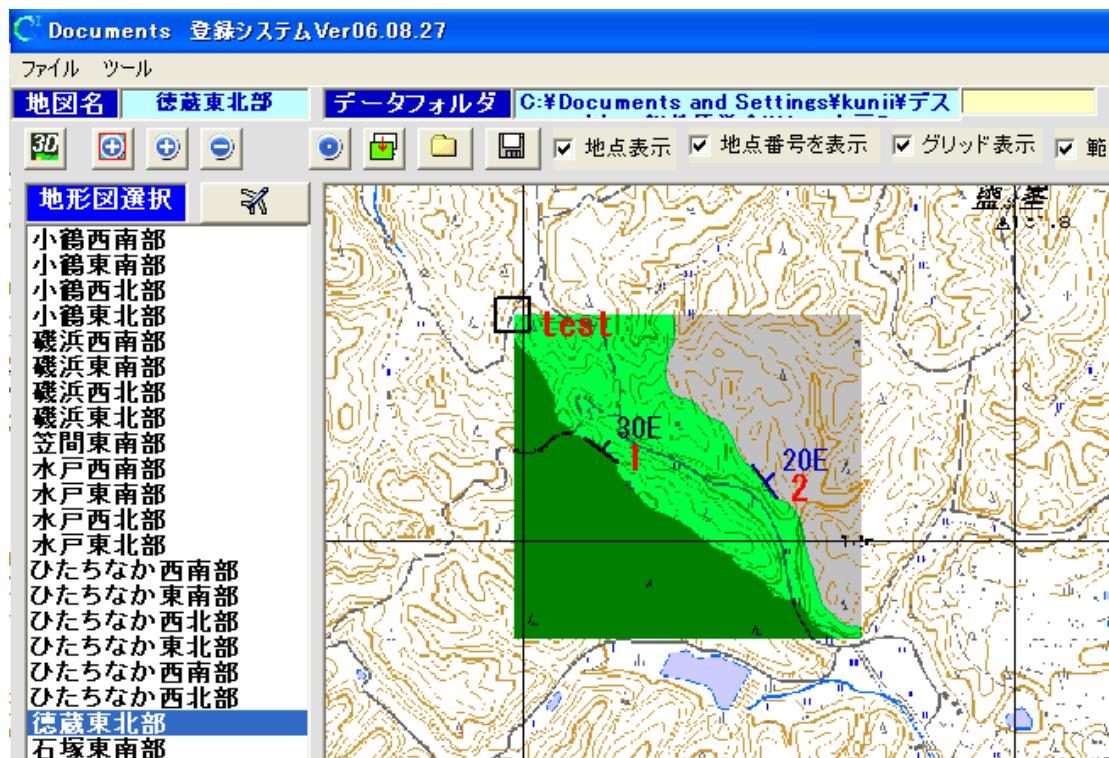 Documents 登録システムVer06.08.27
ファイル ツール
地図名 徳蔵東北部 データフォルダ C:¥Documents and Settings¥kunii¥デス
3D 地点表示 地点番号を表示 グリッド表示 範
地形図選択
小鶴西南部
小鶴東南部
小鶴西北部
小鶴東北部
磯浜西南部
磯浜東南部
磯浜西北部
磯浜東北部
笠間東南部
水戸西南部
水戸東南部
水戸西北部
水戸東北部
ひたちなか西南部
ひたちなか東南部
ひたちなか西北部
ひたちなか東北部
ひたちなか西南部
ひたちなか西北部
徳蔵東北部
石塚東南部
test
30E
1
20E
2